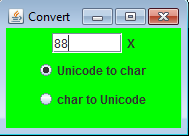 Convert
88 X
Unicode to char
char to Unicode